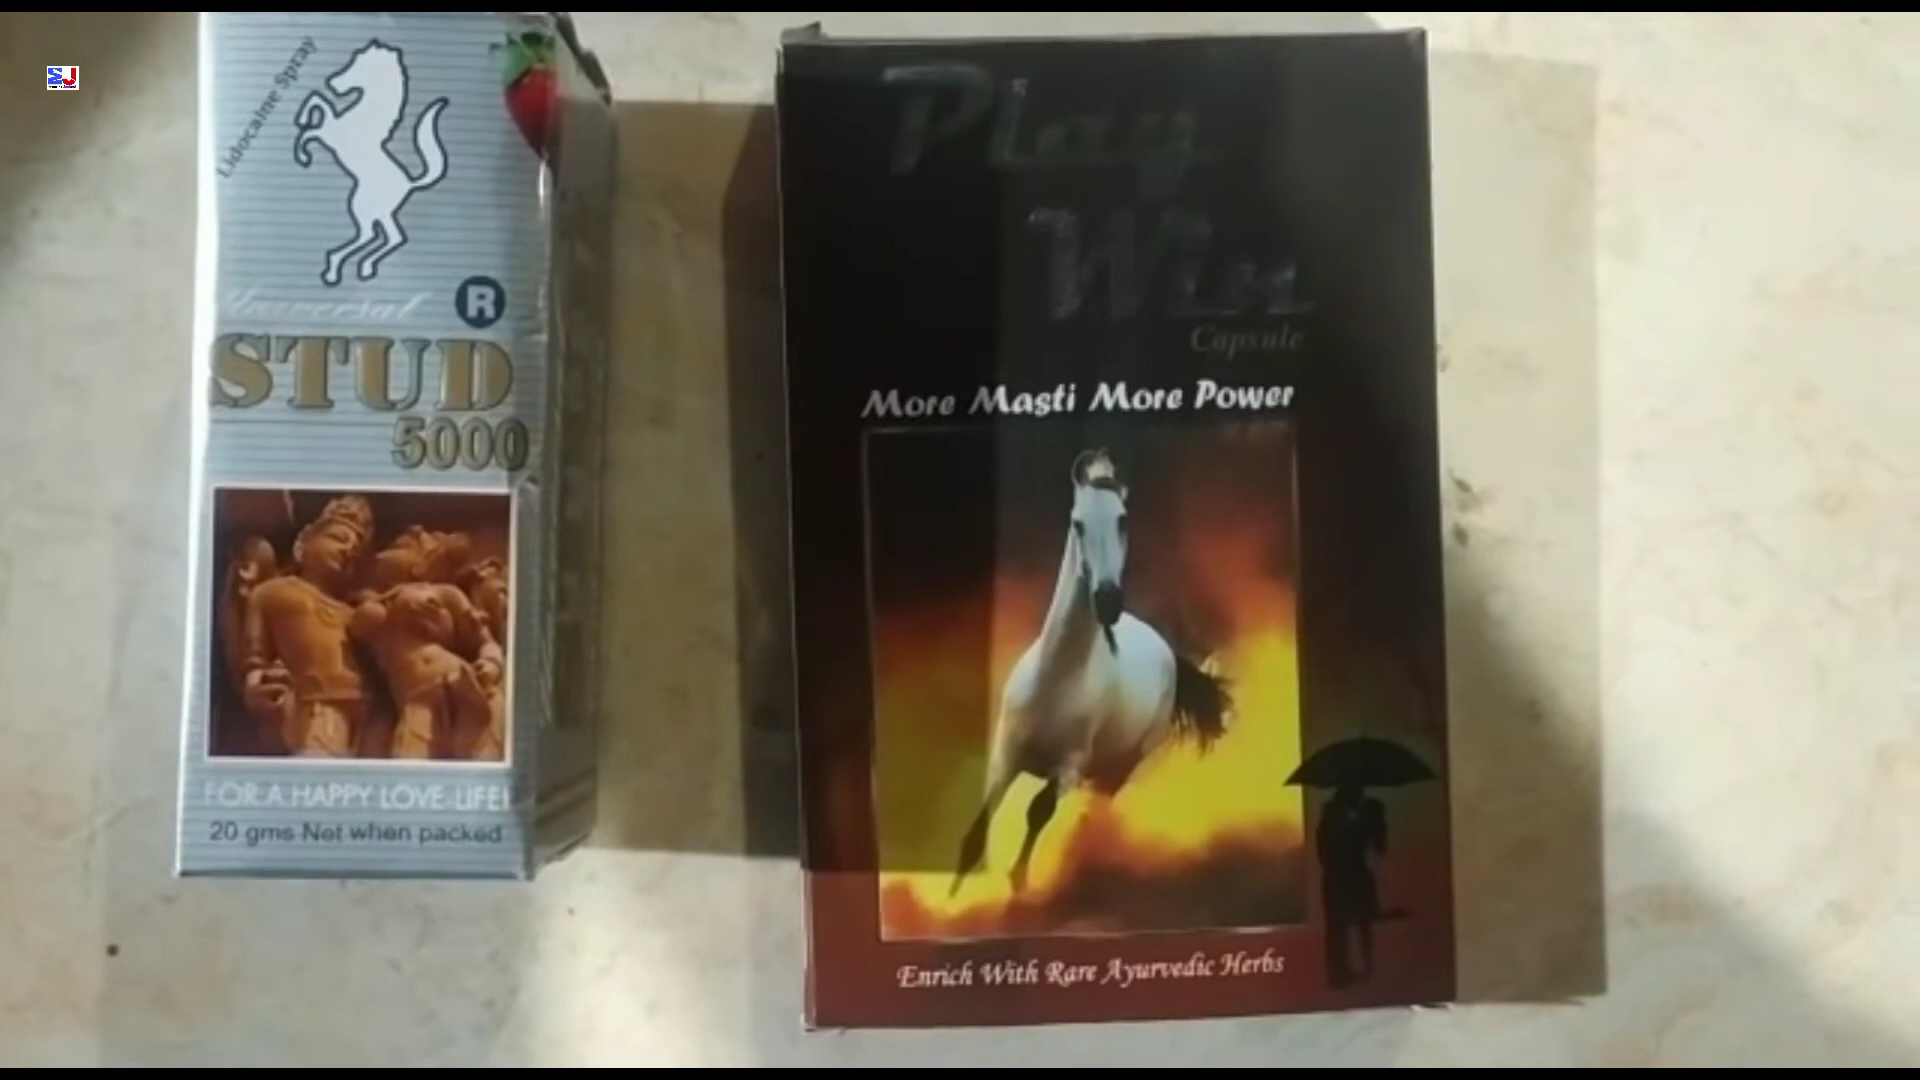 Lidocaine Spray
Universal
R
STUD
5000
FOR A HAPPY LOVE-LIFE!
20 gms Net when packed
Play
Win
Capsule
More Masti More Power
Enrich With Rare Ayurvedic Herbs